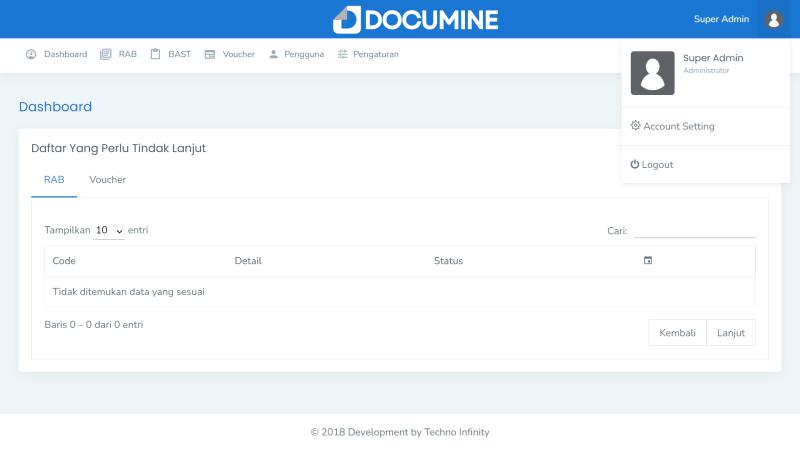 DOCUMINE
Super Admin
Dashboard RAB BAST Voucher Pengguna Pengaturan
Super Admin
Administrator
Account Setting
Logout
Dashboard
Daftar Yang Perlu Tindak Lanjut
RAB Voucher
Tampilkan 10 entri Cari:
Code Detail Status
Tidak ditemukan data yang sesuai
Baris 0 – 0 dari 0 entri
Kembali Lanjut
© 2018 Development by Techno Infinity